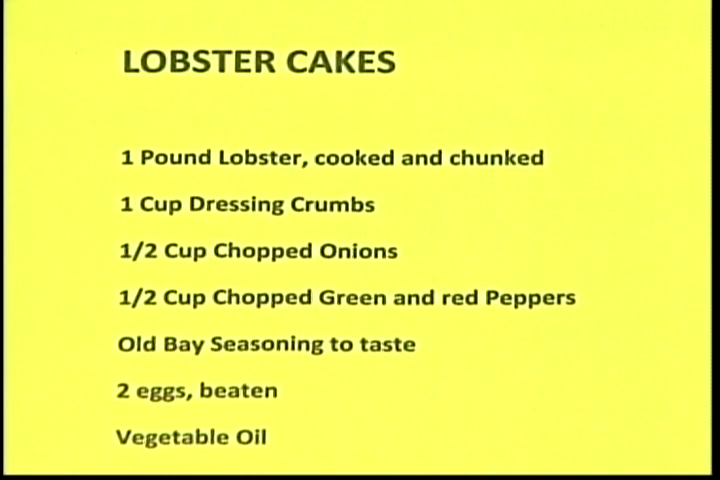 LOBSTER CAKES
1 Pound Lobster, cooked and chunked
1 Cup Dressing Crumbs
1/2 Cup Chopped Onions
1/2 Cup Chopped Green and red Peppers
Old Bay Seasoning to taste
2 eggs, beaten
Vegetable Oil